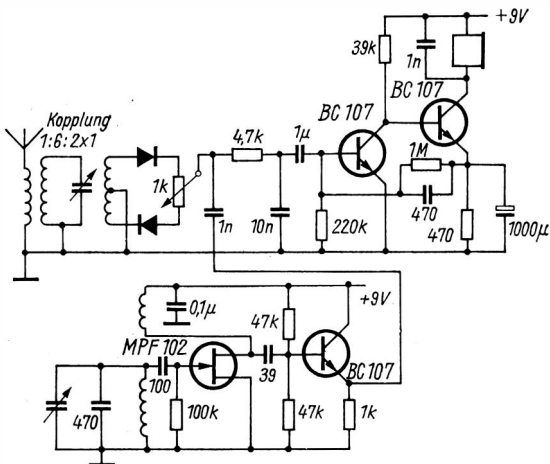 +9V
39k
1n
BC 107
BC 107
Kopplung
1:6:2x1
4,7k
1µ
1M
1k
1n
10n
220k
470
470
1000µ
0,1µ
+9V
47k
MPF 102
BC 107
100
39
470
100k
47k
1k